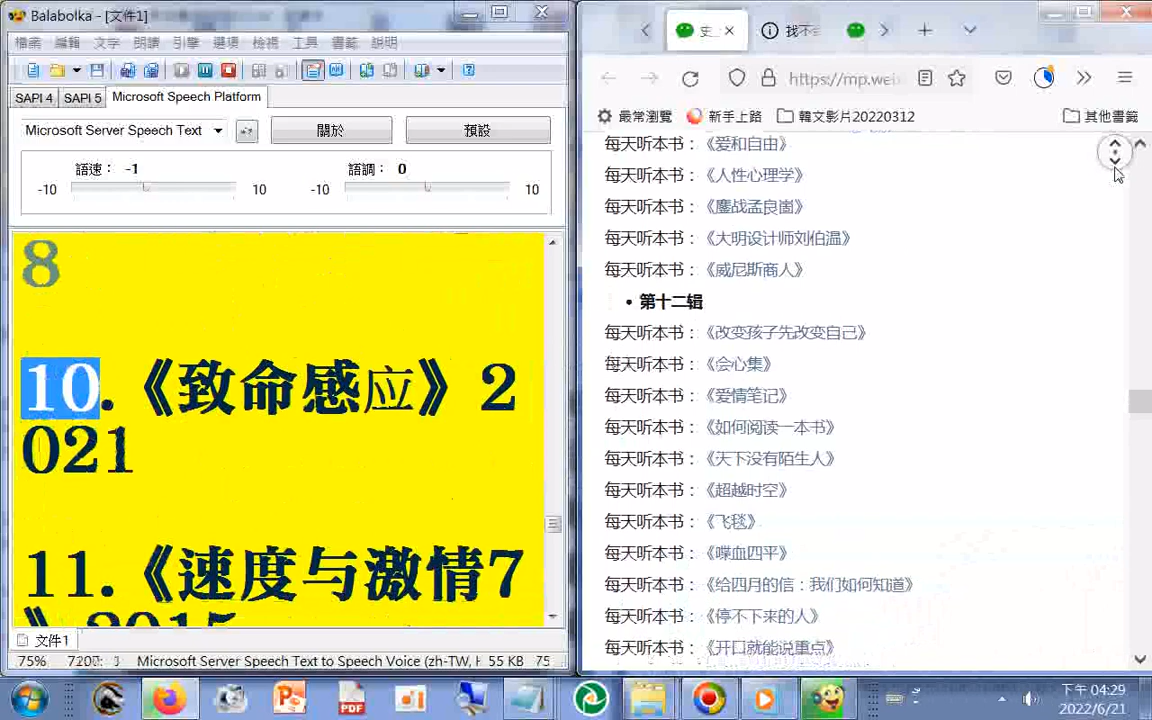 Balabolka - [文件1]
檔案 編輯 文字 朗讀 引擎 選項 檢視 工具 書籤 説明
SAPI 4 SAPI 5 Microsoft Speech Platform
Microsoft Server Speech Text 關於 預設
語速： -1 語調： 0
-10 10 -10 10
8
10.《致命感应》2
021
11.《速度与激情7
》2015
文件1
75% Microsoft Server Speech Text to Speech Voice (zh-TW, H 55 KB 75
找不
https://mp.wei
最常瀏覽 新手上路 韓文影片20220312 其他書籤
每天听本书：《爱和自由》
每天听本书：《人性心理学》
每天听本书：《鏖战孟良崮》
每天听本书：《大明设计师刘伯温》
每天听本书：《威尼斯商人》
• 第十二辑
每天听本书：《改变孩子先改变自己》
每天听本书：《会心集》
每天听本书：《爱情笔记》
每天听本书：《如何阅读一本书》
每天听本书：《天下没有陌生人》
每天听本书：《超越时空》
每天听本书：《飞毯》
每天听本书：《喋血四平》
每天听本书：《给四月的信：我们如何知道》
每天听本书：《停不下来的人》
每天听本书：《开口就能说重点》
PDF
下午 04:29
2022/6/21